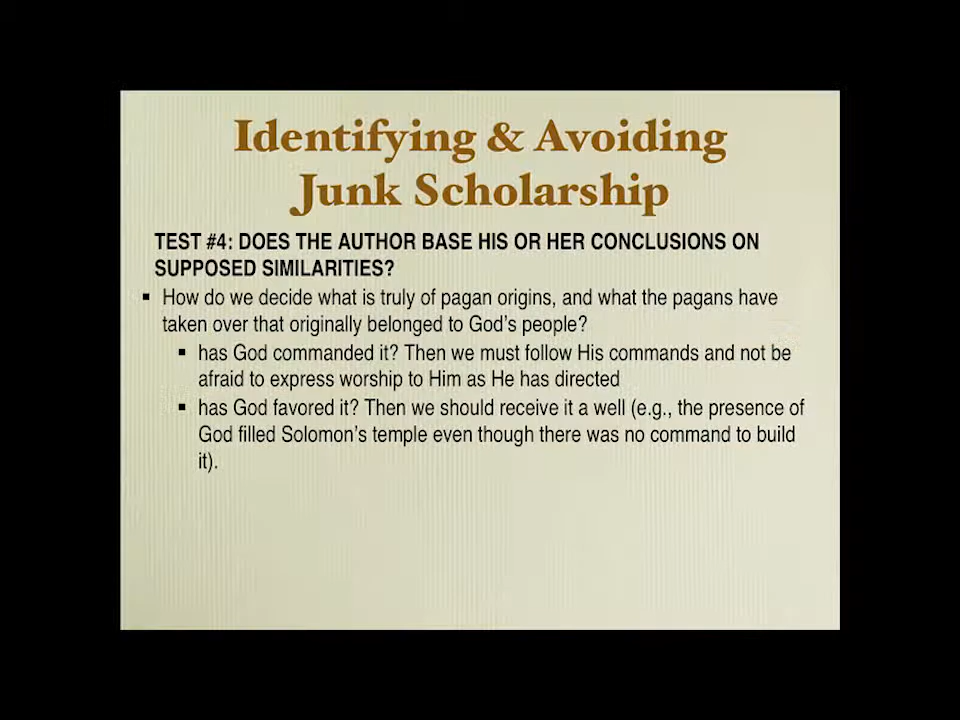 Identifying & Avoiding
Junk Scholarship
TEST #4: DOES THE AUTHOR BASE HIS OR HER CONCLUSIONS ON
SUPPOSED SIMILARITIES?
▪ How do we decide what is truly of pagan origins, and what the pagans have
taken over that originally belonged to God's people?
▪ has God commanded it? Then we must follow His commands and not be
afraid to express worship to Him as He has directed
▪ has God favored it? Then we should receive it a well (e.g., the presence of
God filled Solomon's temple even though there was no command to build
it).